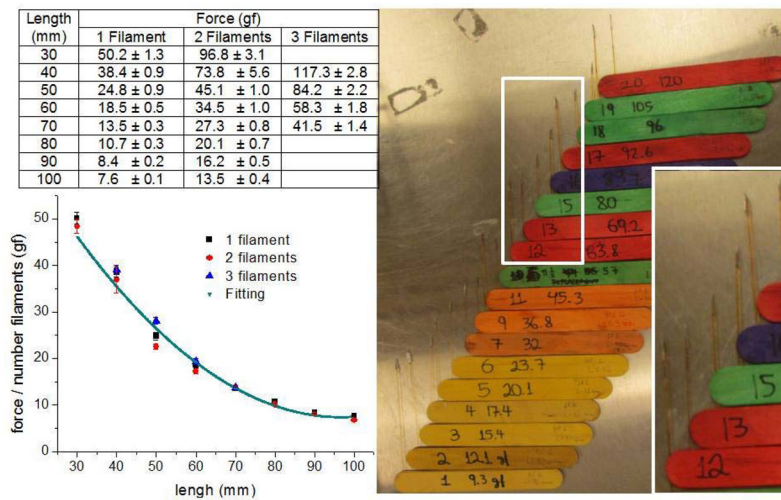 Length (mm) Force (gf)
1 Filament 2 Filaments 3 Filaments
30 50.2 ± 1.3 96.8 ± 3.1
40 38.4 ± 0.9 73.8 ± 5.6 117.3 ± 2.8
50 24.8 ± 0.9 45.1 ± 1.0 84.2 ± 2.2
60 18.5 ± 0.5 34.5 ± 1.0 58.3 ± 1.8
70 13.5 ± 0.3 27.3 ± 0.8 41.5 ± 1.4
80 10.7 ± 0.3 20.1 ± 0.7
90 8.4 ± 0.2 16.2 ± 0.5
100 7.6 ± 0.1 13.5 ± 0.4
force / number filaments (gf)
50
40
30
20
10
0
1 filament
2 filaments
3 filaments
Fitting
30 40 50 60 70 80 90 100
lengh (mm)
20 120
19 105
18 96
17 92.6
15 80
13 69.2
12 63.8
57
11 45.3
9 36.8
7 32
6 23.7
5 20.1
4 17.4
3 15.4
2 12.1 gf
1 9.3 gf
15
13
12